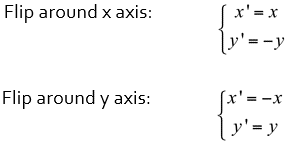 Flip around x axis:
{ x' = x
y' = -y
Flip around y axis:
{ x' = -x
y' = y